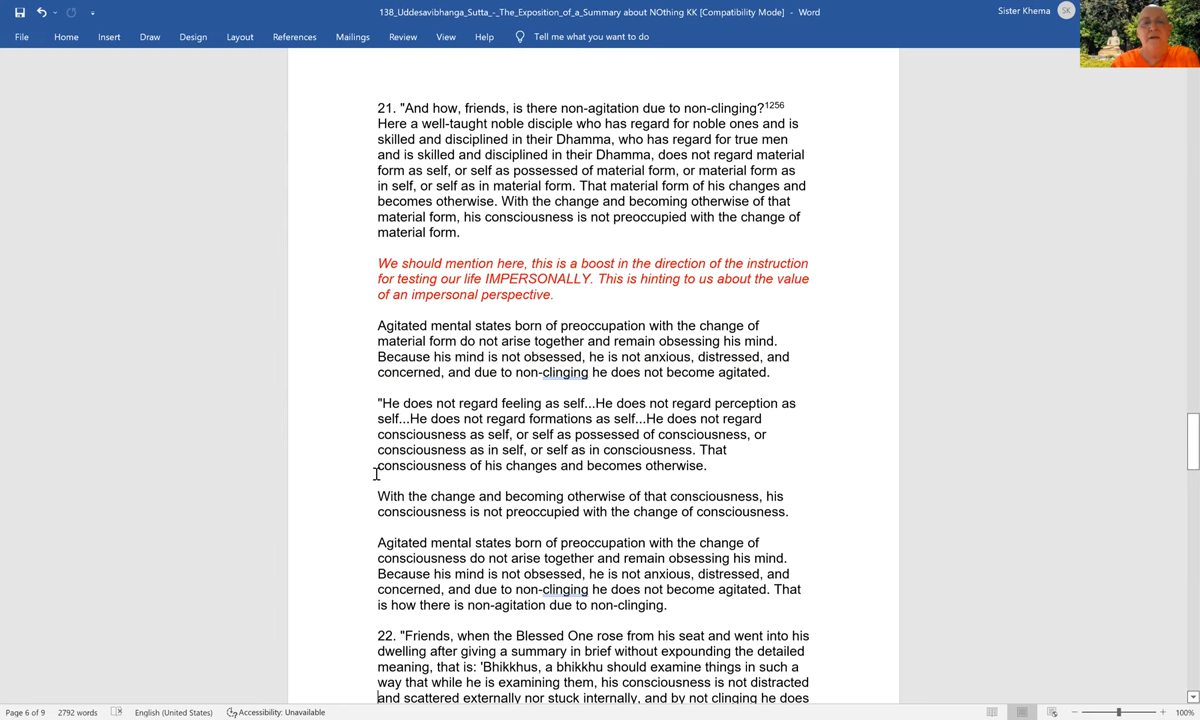 138_Uddesavibhanga_Sutta_-_The_Exposition_of_a_Summary about NOthing KK [Compatibility Mode] - Word
Sister Khema SK
File Home Insert Draw Design Layout References Mailings Review View Help Tell me what you want to do
21. "And how, friends, is there non-agitation due to non-clinging?1256
Here a well-taught noble disciple who has regard for noble ones and is
skilled and disciplined in their Dhamma, who has regard for true men
and is skilled and disciplined in their Dhamma, does not regard material
form as self, or self as possessed of material form, or material form as
in self, or self as in material form. That material form of his changes and
becomes otherwise. With the change and becoming otherwise of that
material form, his consciousness is not preoccupied with the change of
material form.
We should mention here, this is a boost in the direction of the instruction
for testing our life IMPERSONALLY. This is hinting to us about the value
of an impersonal perspective.
Agitated mental states born of preoccupation with the change of
material form do not arise together and remain obsessing his mind.
Because his mind is not obsessed, he is not anxious, distressed, and
concerned, and due to non-clinging he does not become agitated.
"He does not regard feeling as self...He does not regard perception as
self...He does not regard formations as self...He does not regard
consciousness as self, or self as possessed of consciousness, or
consciousness as in self, or self as in consciousness. That
consciousness of his changes and becomes otherwise.
With the change and becoming otherwise of that consciousness, his
consciousness is not preoccupied with the change of consciousness.
Agitated mental states born of preoccupation with the change of
consciousness do not arise together and remain obsessing his mind.
Because his mind is not obsessed, he is not anxious, distressed, and
concerned, and due to non-clinging he does not become agitated. That
is how there is non-agitation due to non-clinging.
22. "Friends, when the Blessed One rose from his seat and went into his
dwelling after giving a summary in brief without expounding the detailed
meaning, that is: 'Bhikkhus, a bhikkhu should examine things in such a
way that while he is examining them, his consciousness is not distracted
and scattered externally nor stuck internally, and by not clinging he does
Page 6 of 9 2792 words English (United States) Accessibility: Unavailable 100%